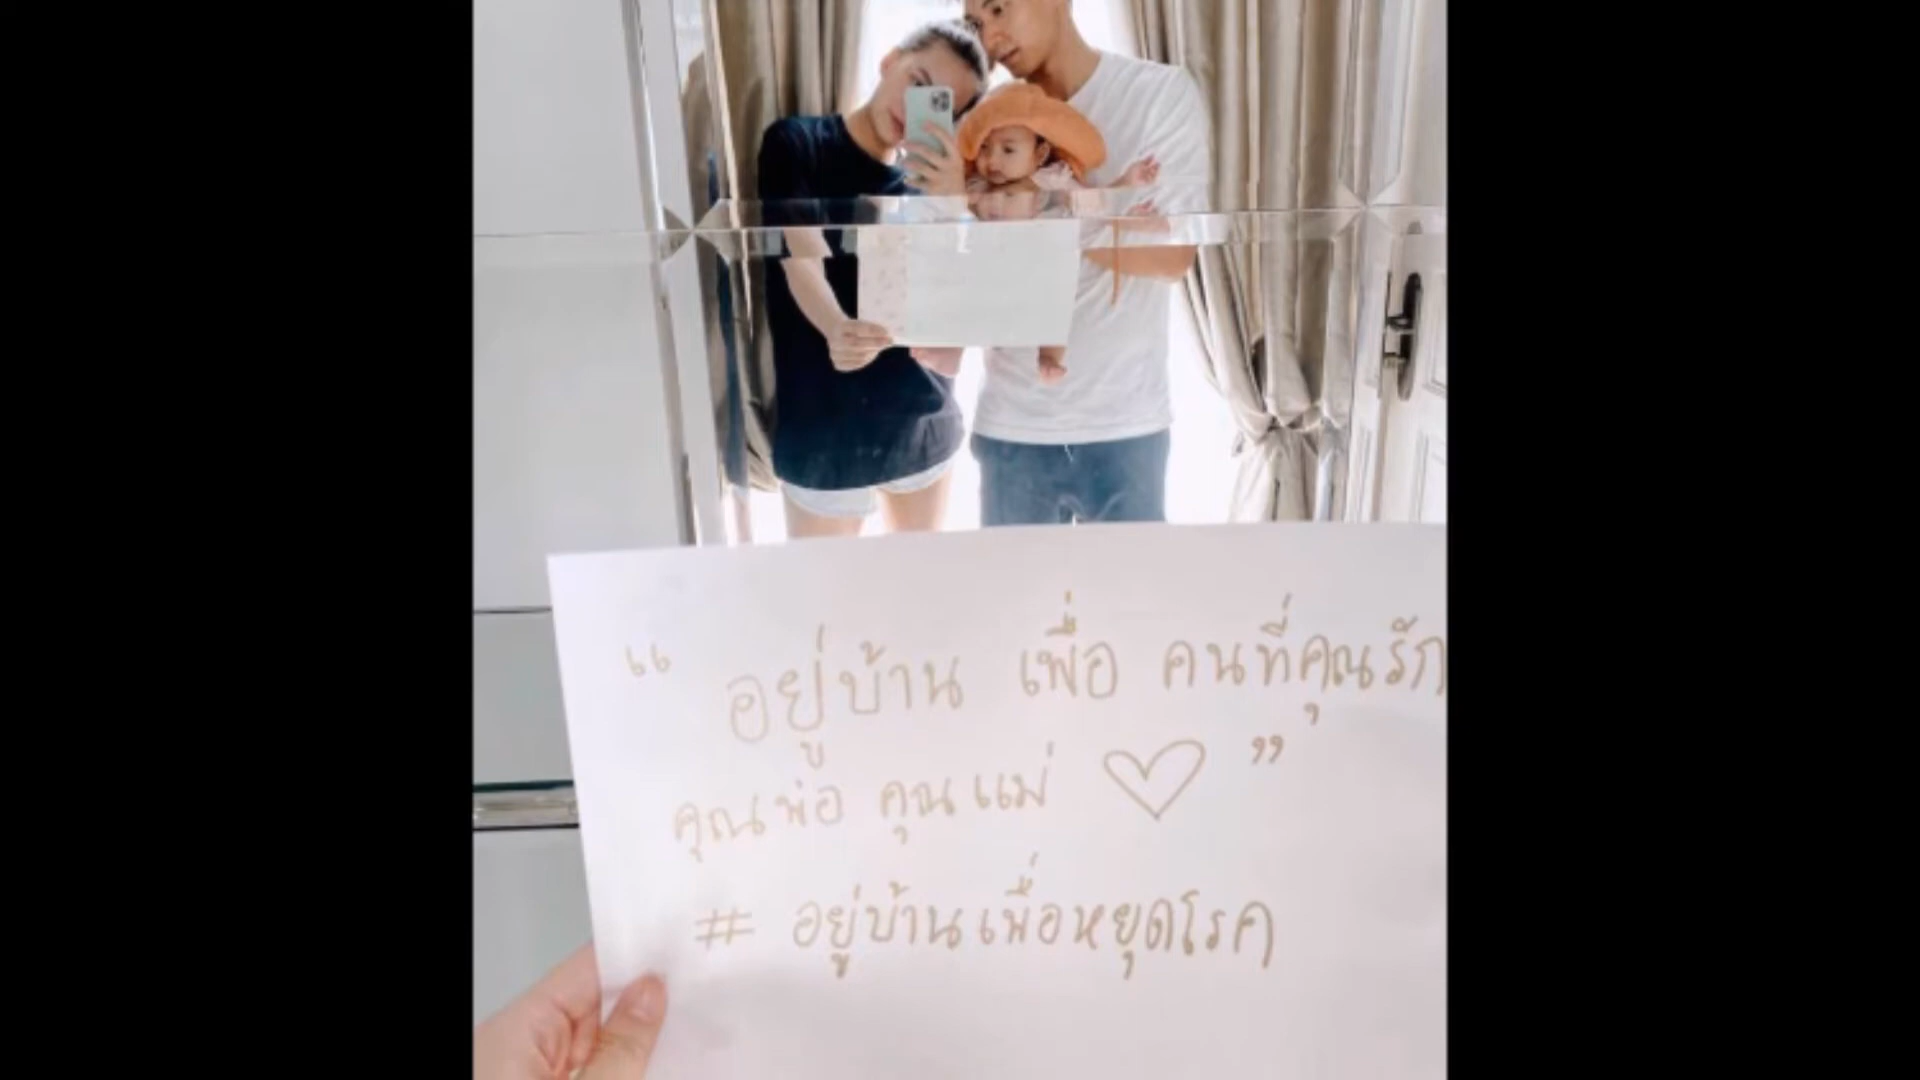 “ อยู่บ้าน เพื่อ คนที่คุณรัก
คุณพ่อ คุณแม่ ♡ ”
# อยู่บ้านเพื่อหยุดโรค